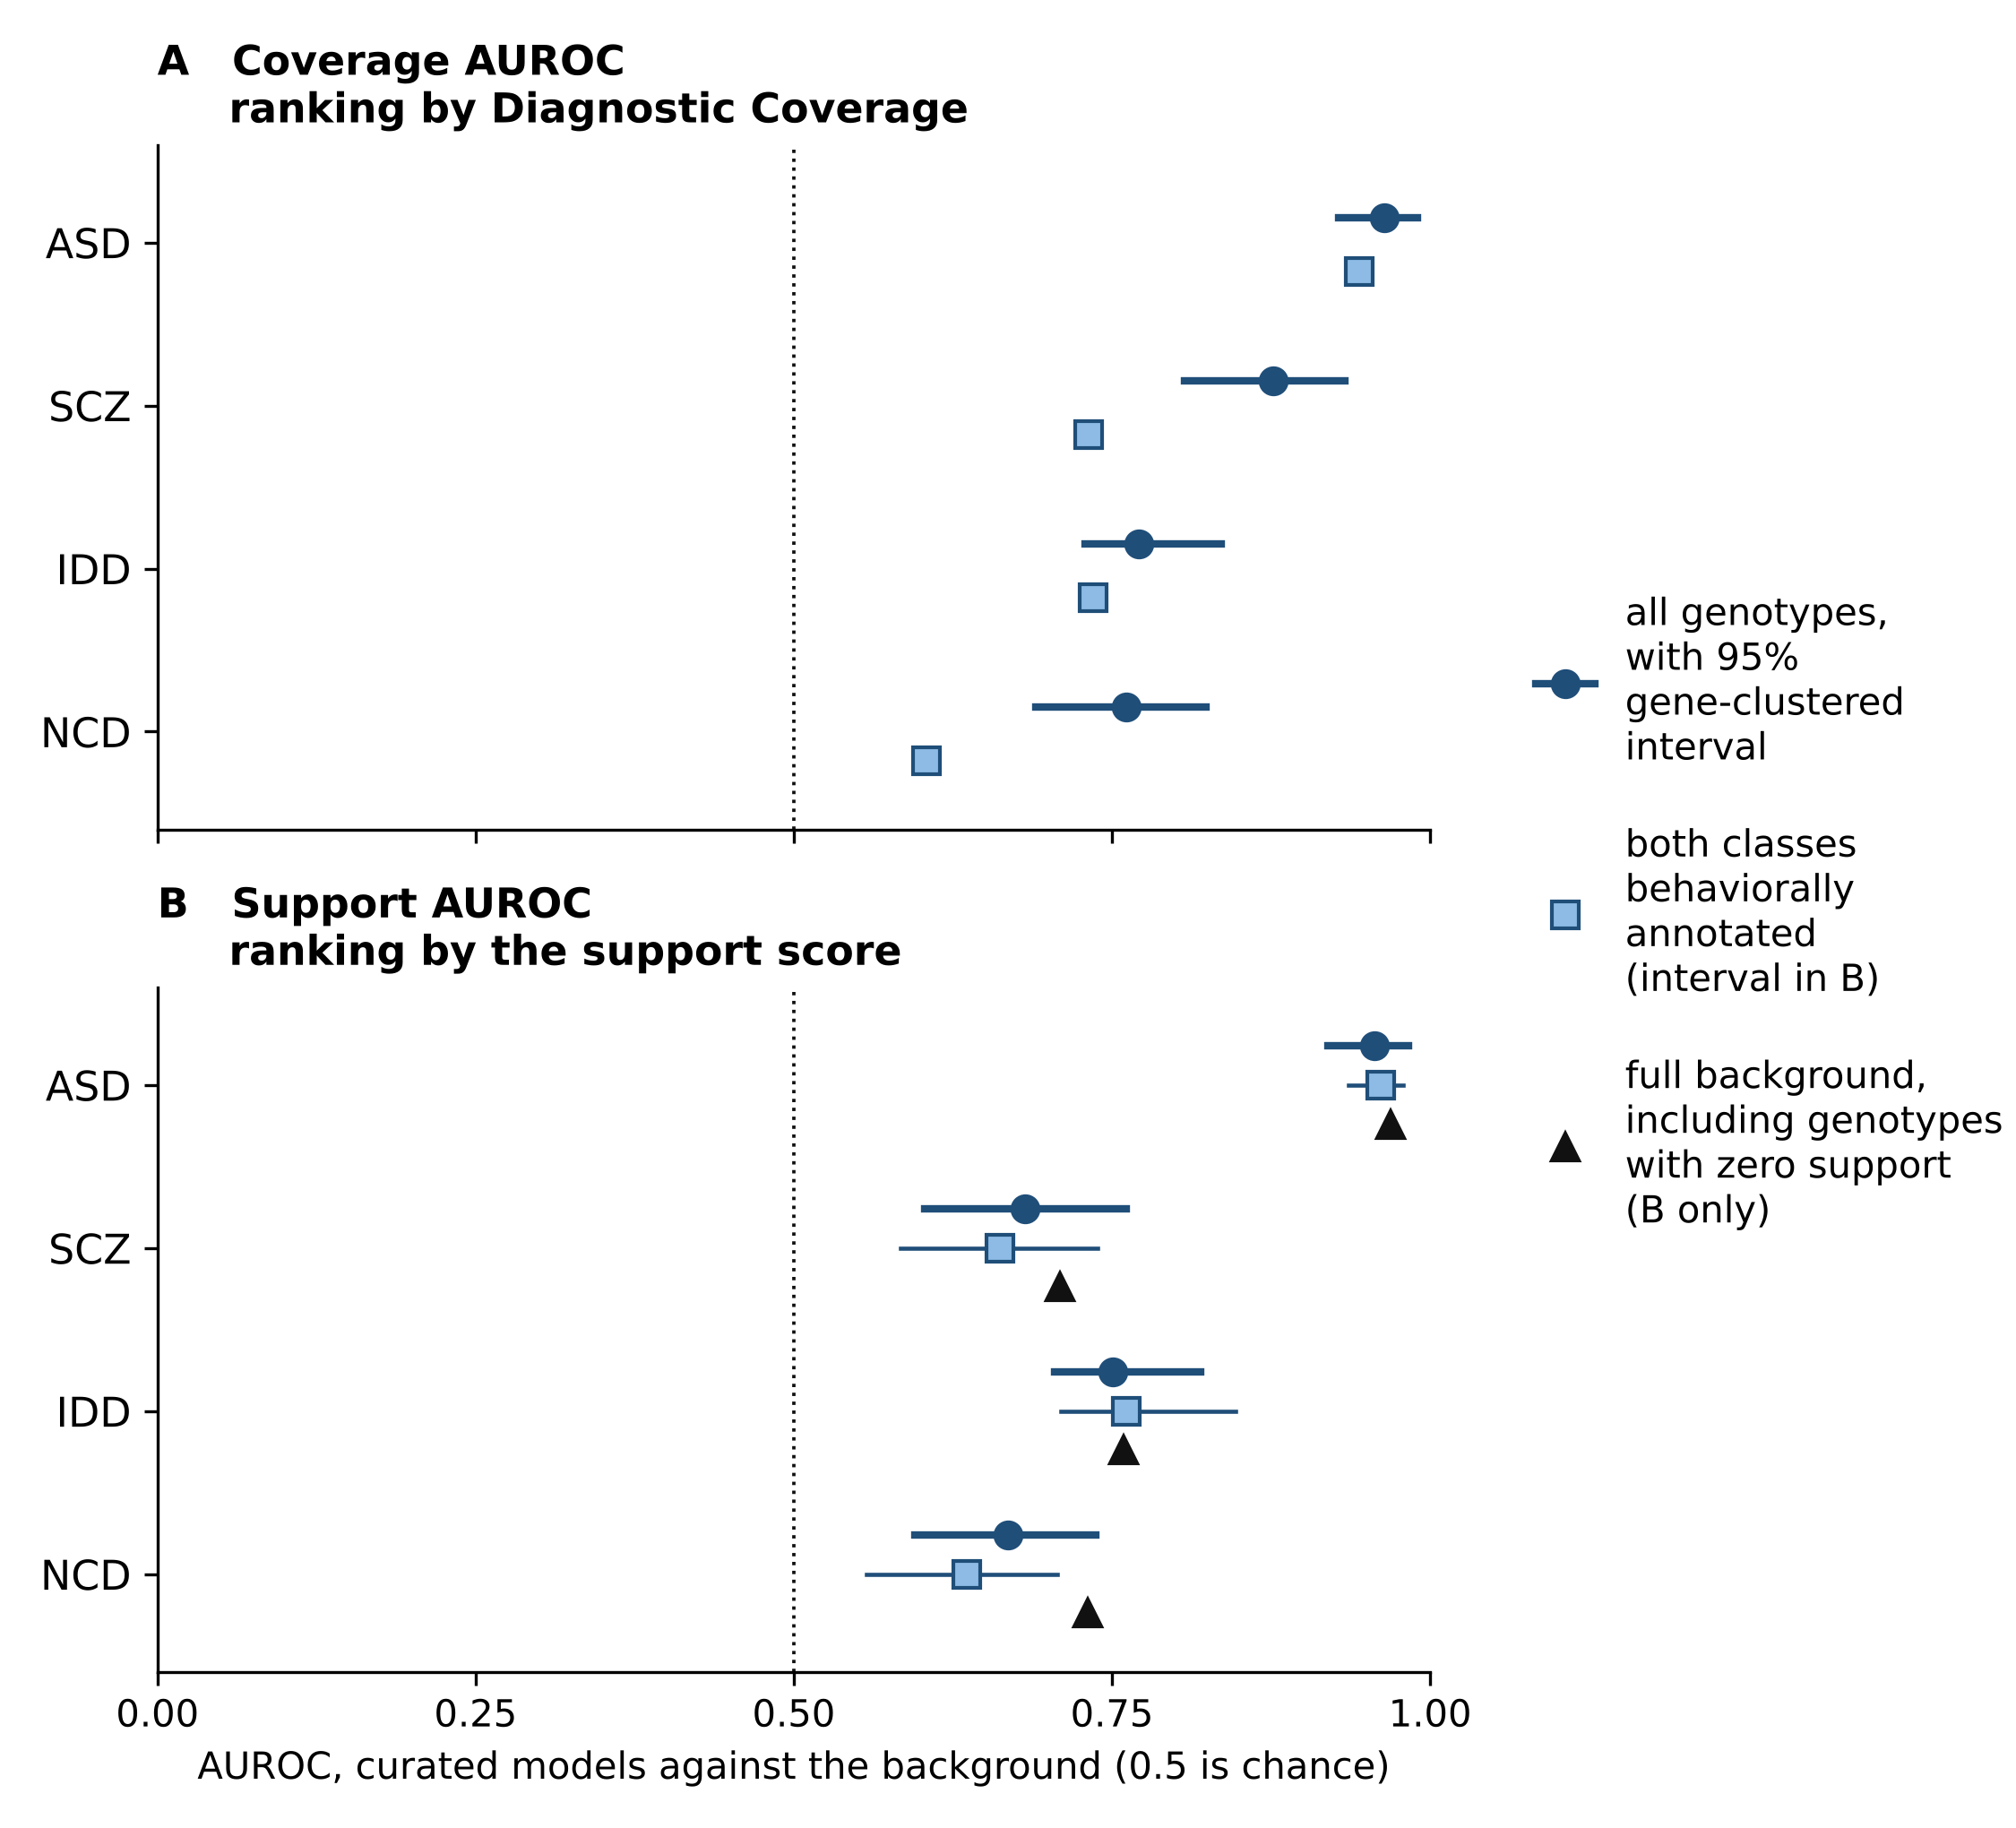 A Coverage AUROC
ranking by Diagnostic Coverage
ASD
SCZ
IDD
NCD
B Support AUROC
ranking by the support score
ASD
SCZ
IDD
NCD
0.00 0.25 0.50 0.75 1.00
AUROC, curated models against the background (0.5 is chance)
all genotypes,
with 95%
gene-clustered
interval
both classes
behaviorally
annotated
(interval in B)
full background,
including genotypes
with zero support
(B only)